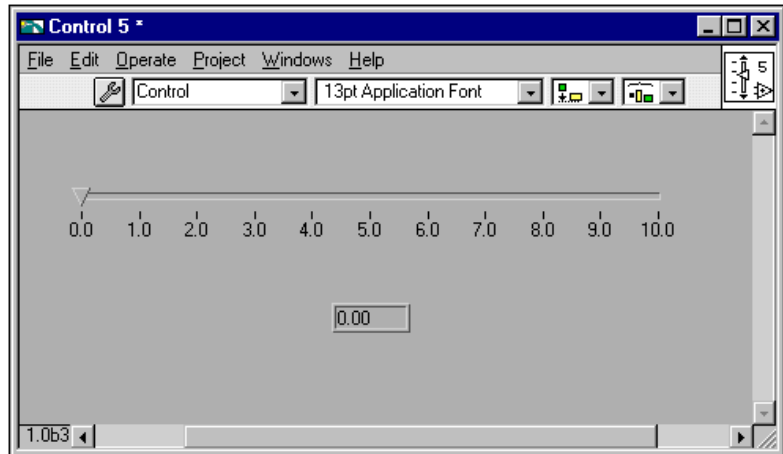 Control 5 *
File Edit Operate Project Windows Help
Control 13pt Application Font 5
0.0 1.0 2.0 3.0 4.0 5.0 6.0 7.0 8.0 9.0 10.0
0.00
1.0b3